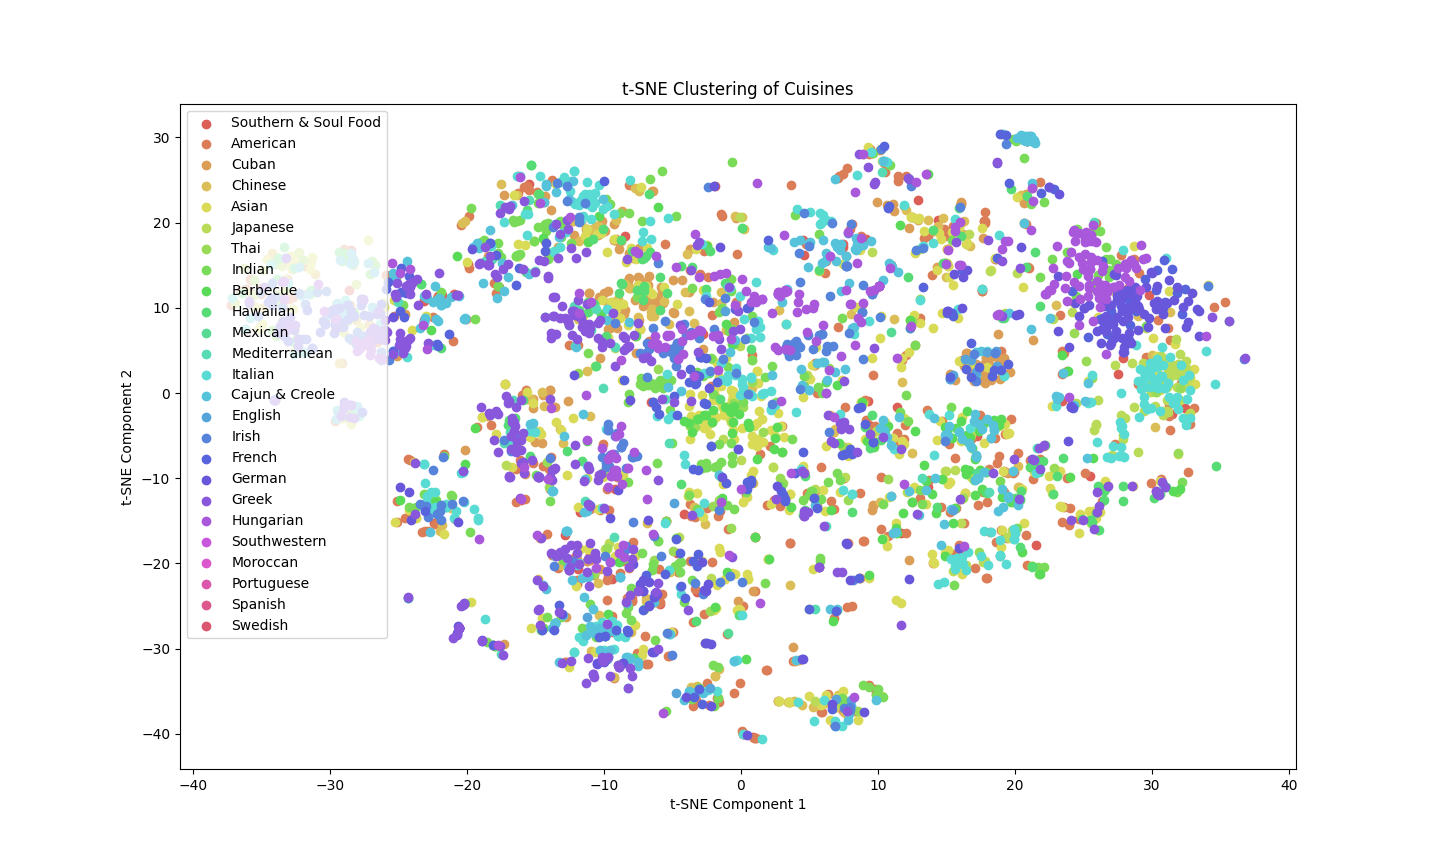 t-SNE Clustering of Cuisines
Southern & Soul Food
American
Cuban
Chinese
Asian
Japanese
Thai
Indian
Barbecue
Hawaiian
Mexican
Mediterranean
Italian
Cajun & Creole
English
Irish
French
German
Greek
Hungarian
Southwestern
Moroccan
Portuguese
Spanish
Swedish
30
20
10
0
−10
−20
−30
−40
t-SNE Component 2
−40 −30 −20 −10 0 10 20 30 40
t-SNE Component 1